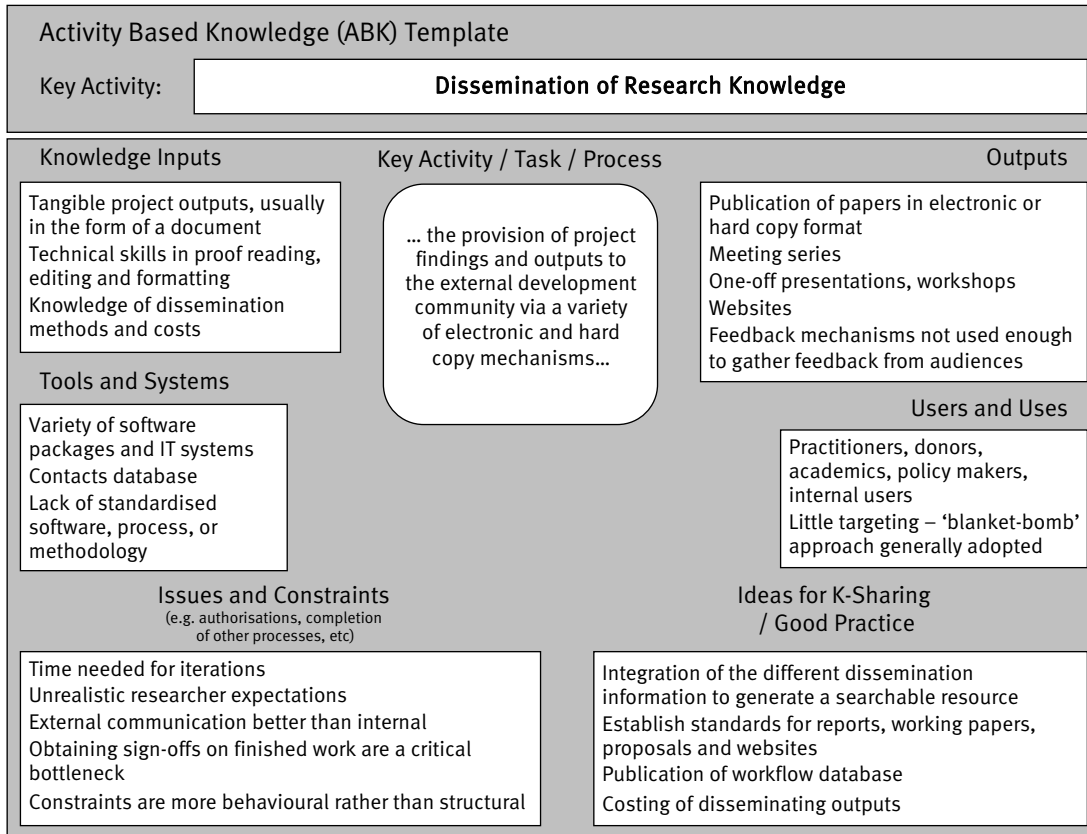 Activity Based Knowledge (ABK) Template
Key Activity:
Dissemination of Research Knowledge
Knowledge Inputs
Tangible project outputs, usually
in the form of a document
Technical skills in proof reading,
editing and formatting
Knowledge of dissemination
methods and costs
Key Activity / Task / Process
... the provision of project
findings and outputs to
the external development
community via a variety
of electronic and hard
copy mechanisms...
Outputs
Publication of papers in electronic or
hard copy format
Meeting series
One-off presentations, workshops
Websites
Feedback mechanisms not used enough
to gather feedback from audiences
Tools and Systems
Variety of software
packages and IT systems
Contacts database
Lack of standardised
software, process, or
methodology
Users and Uses
Practitioners, donors,
academics, policy makers,
internal users
Little targeting – ‘blanket-bomb’
approach generally adopted
Issues and Constraints
(e.g. authorisations, completion
of other processes, etc)
Time needed for iterations
Unrealistic researcher expectations
External communication better than internal
Obtaining sign-offs on finished work are a critical
bottleneck
Constraints are more behavioural rather than structural
Ideas for K-Sharing
/ Good Practice
Integration of the different dissemination
information to generate a searchable resource
Establish standards for reports, working papers,
proposals and websites
Publication of workflow database
Costing of disseminating outputs